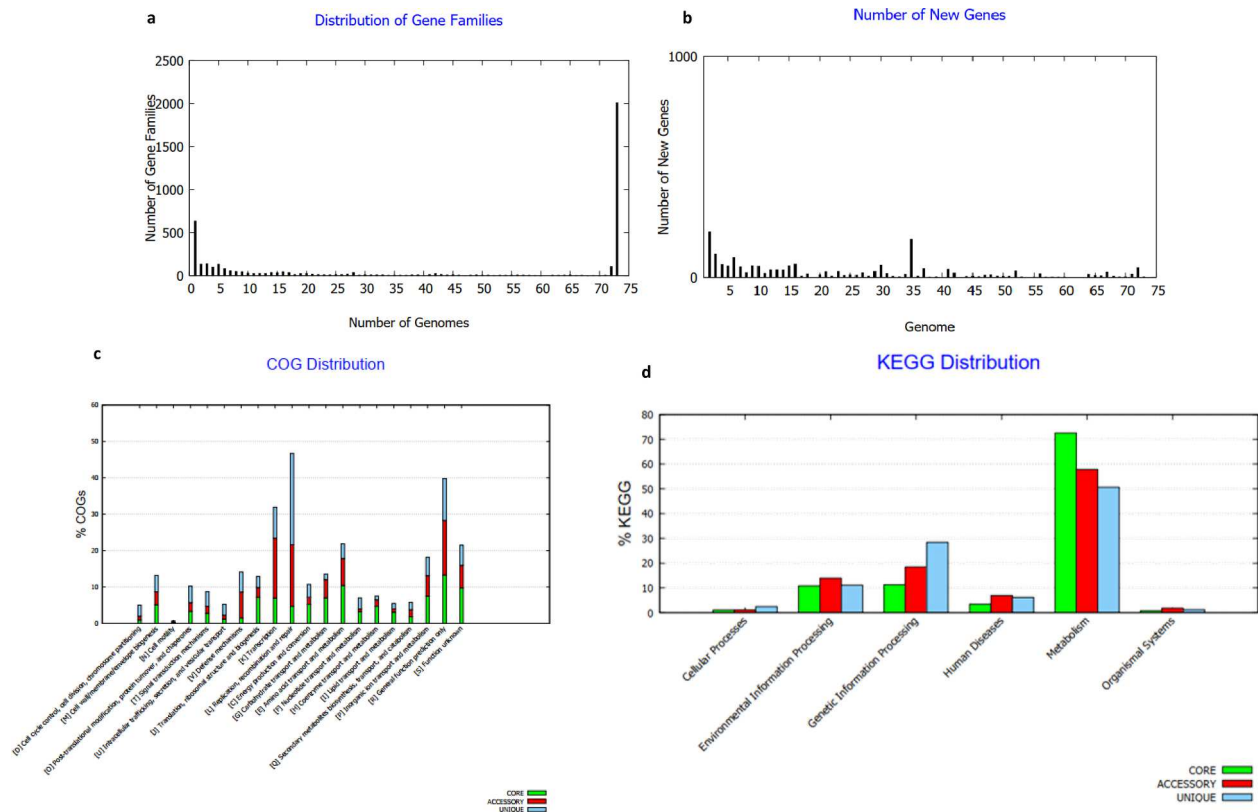 a
Distribution of Gene Families
Number of Gene Families
2500
2000
1500
1000
500
0
0 5 10 15 20 25 30 35 40 45 50 55 60 65 70 75
Number of Genomes
b
Number of New Genes
Number of New Genes
1000
0
5 10 15 20 25 30 35 40 45 50 55 60 65 70 75
Genome
c
COG Distribution
% COGs
60
50
40
30
20
10
0
[D] Cell cycle control, cell division, chromosome partitioning
[M] Cell wall/membrane/envelope biogenesis
[N] Cell motility
[O] Post-translational modification, protein turnover, and chaperones
[T] Signal transduction mechanisms
[U] Intracellular trafficking, secretion, and vesicular transport
[V] Defense mechanisms
[J] Translation, ribosomal structure and biogenesis
[K] Transcription
[L] Replication, recombination and repair
[C] Energy production and conversion
[G] Carbohydrate transport and metabolism
[E] Amino acid transport and metabolism
[F] Nucleotide transport and metabolism
[H] Coenzyme transport and metabolism
[I] Lipid transport and metabolism
[Q] Secondary metabolites biosynthesis, transport, and catabolism
[P] Inorganic ion transport and metabolism
[R] General function prediction only
[S] Function unknown
CORE
ACCESSORY
UNIQUE
d
KEGG Distribution
% KEGG
80
70
60
50
40
30
20
10
0
Cellular Processes
Environmental Information Processing
Genetic Information Processing
Human Diseases
Metabolism
Organismal Systems
CORE
ACCESSORY
UNIQUE